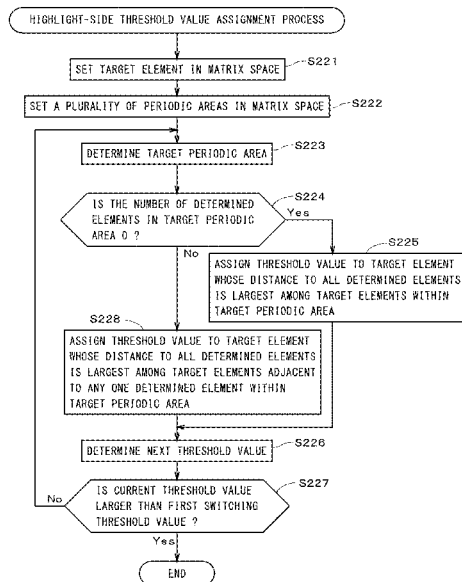 HIGHLIGHT-SIDE THRESHOLD VALUE ASSIGNMENT PROCESS
S221
SET TARGET ELEMENT IN MATRIX SPACE
S222
SET A PLURALITY OF PERIODIC AREAS IN MATRIX SPACE
S223
DETERMINE TARGET PERIODIC AREA
S224
IS THE NUMBER OF DETERMINED
ELEMENTS IN TARGET PERIODIC
AREA 0 ?
Yes
No
S225
ASSIGN THRESHOLD VALUE TO TARGET ELEMENT
WHOSE DISTANCE TO ALL DETERMINED ELEMENTS
IS LARGEST AMONG TARGET ELEMENTS WITHIN
TARGET PERIODIC AREA
S228
ASSIGN THRESHOLD VALUE TO TARGET ELEMENT
WHOSE DISTANCE TO ALL DETERMINED ELEMENTS
IS LARGEST AMONG TARGET ELEMENTS ADJACENT
TO ANY ONE DETERMINED ELEMENT WITHIN
TARGET PERIODIC AREA
S226
DETERMINE NEXT THRESHOLD VALUE
S227
IS CURRENT THRESHOLD VALUE
LARGER THAN FIRST SWITCHING
THRESHOLD VALUE ?
No
Yes
END